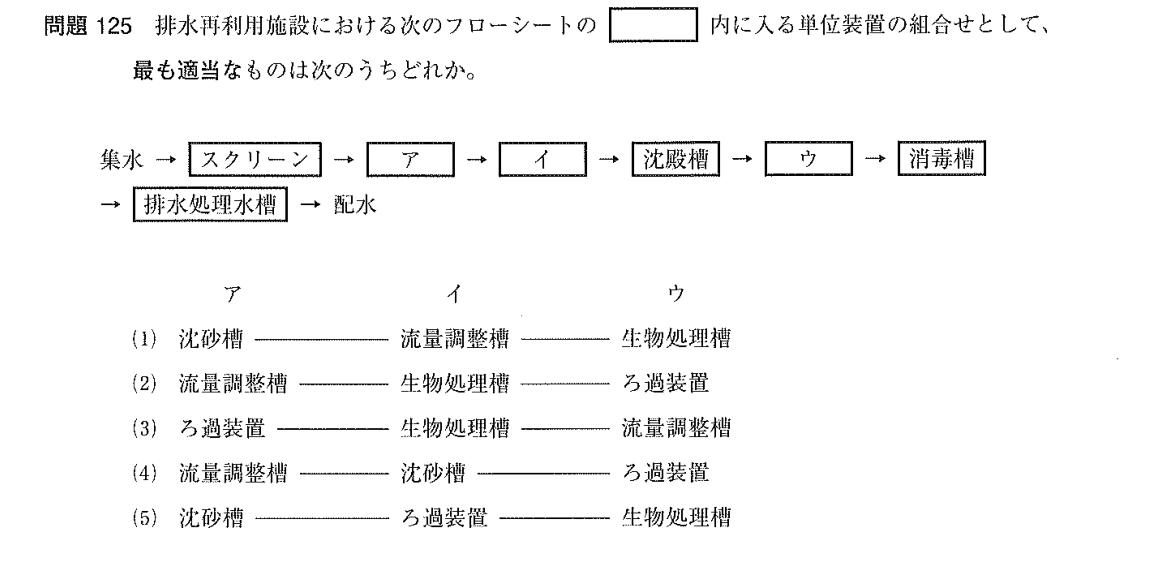 問題 125 排水再利用施設における次のフローシートの 内に入る単位装置の組合せとして、
最も適当なものは次のうちどれか。
集水 → スクリーン → ア → イ → 沈殿槽 → ウ → 消毒槽
→ 排水処理水槽 → 配水
ア イ ウ
(1) 沈砂槽 ──── 流量調整槽 ──── 生物処理槽
(2) 流量調整槽 ──── 生物処理槽 ──── ろ過装置
(3) ろ過装置 ──── 生物処理槽 ──── 流量調整槽
(4) 流量調整槽 ──── 沈砂槽 ──── ろ過装置
(5) 沈砂槽 ──── ろ過装置 ──── 生物処理槽